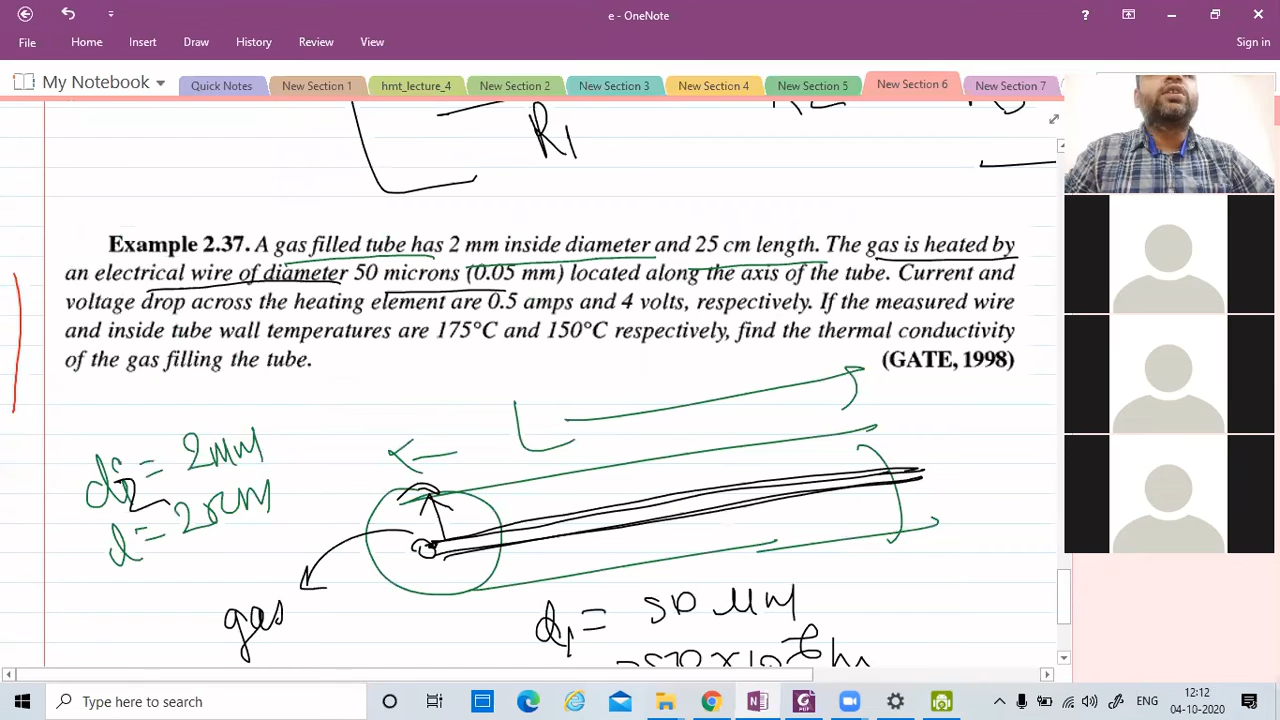 e - OneNote
Sign in
File Home Insert Draw History Review View
My Notebook Quick Notes New Section 1 hmt_lecture_4 New Section 2 New Section 3 New Section 4 New Section 5 New Section 6 New Section 7
R1
Example 2.37. A gas filled tube has 2 mm inside diameter and 25 cm length. The gas is heated by
an electrical wire of diameter 50 microns (0.05 mm) located along the axis of the tube. Current and
voltage drop across the heating element are 0.5 amps and 4 volts, respectively. If the measured wire
and inside tube wall temperatures are 175°C and 150°C respectively, find the thermal conductivity
of the gas filling the tube. (GATE, 1998)
L
= 2mm
l = 25cm
gas
d1 = 50 μm
Type here to search
ENG
2:12
04-10-2020